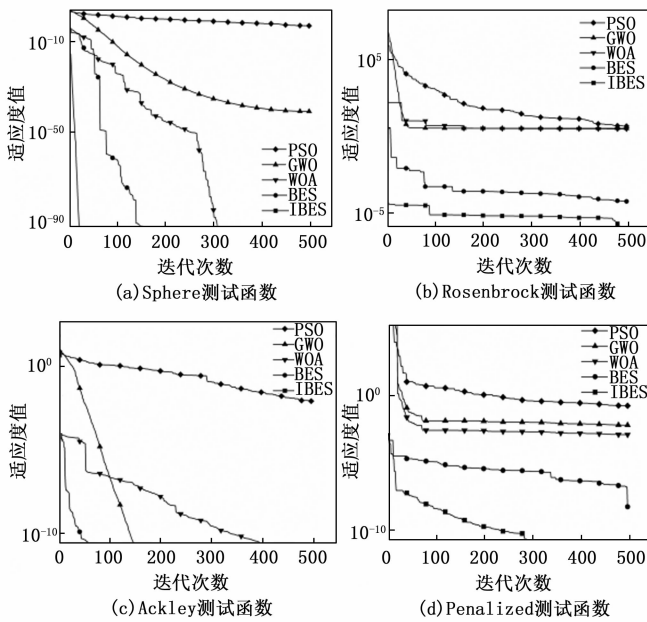 PSO
GWO
WOA
BES
IBES
10^-10
10^-50
10^-90
适应度值
0 100 200 300 400 500
迭代次数
(a)Sphere测试函数
PSO
GWO
WOA
BES
IBES
10^5
10^-5
适应度值
0 100 200 300 400 500
迭代次数
(b)Rosenbrock测试函数
PSO
GWO
WOA
BES
IBES
10^0
10^-10
适应度值
0 100 200 300 400 500
迭代次数
(c)Ackley测试函数
PSO
GWO
WOA
BES
IBES
10^0
10^-10
适应度值
0 100 200 300 400 500
迭代次数
(d)Penalized测试函数